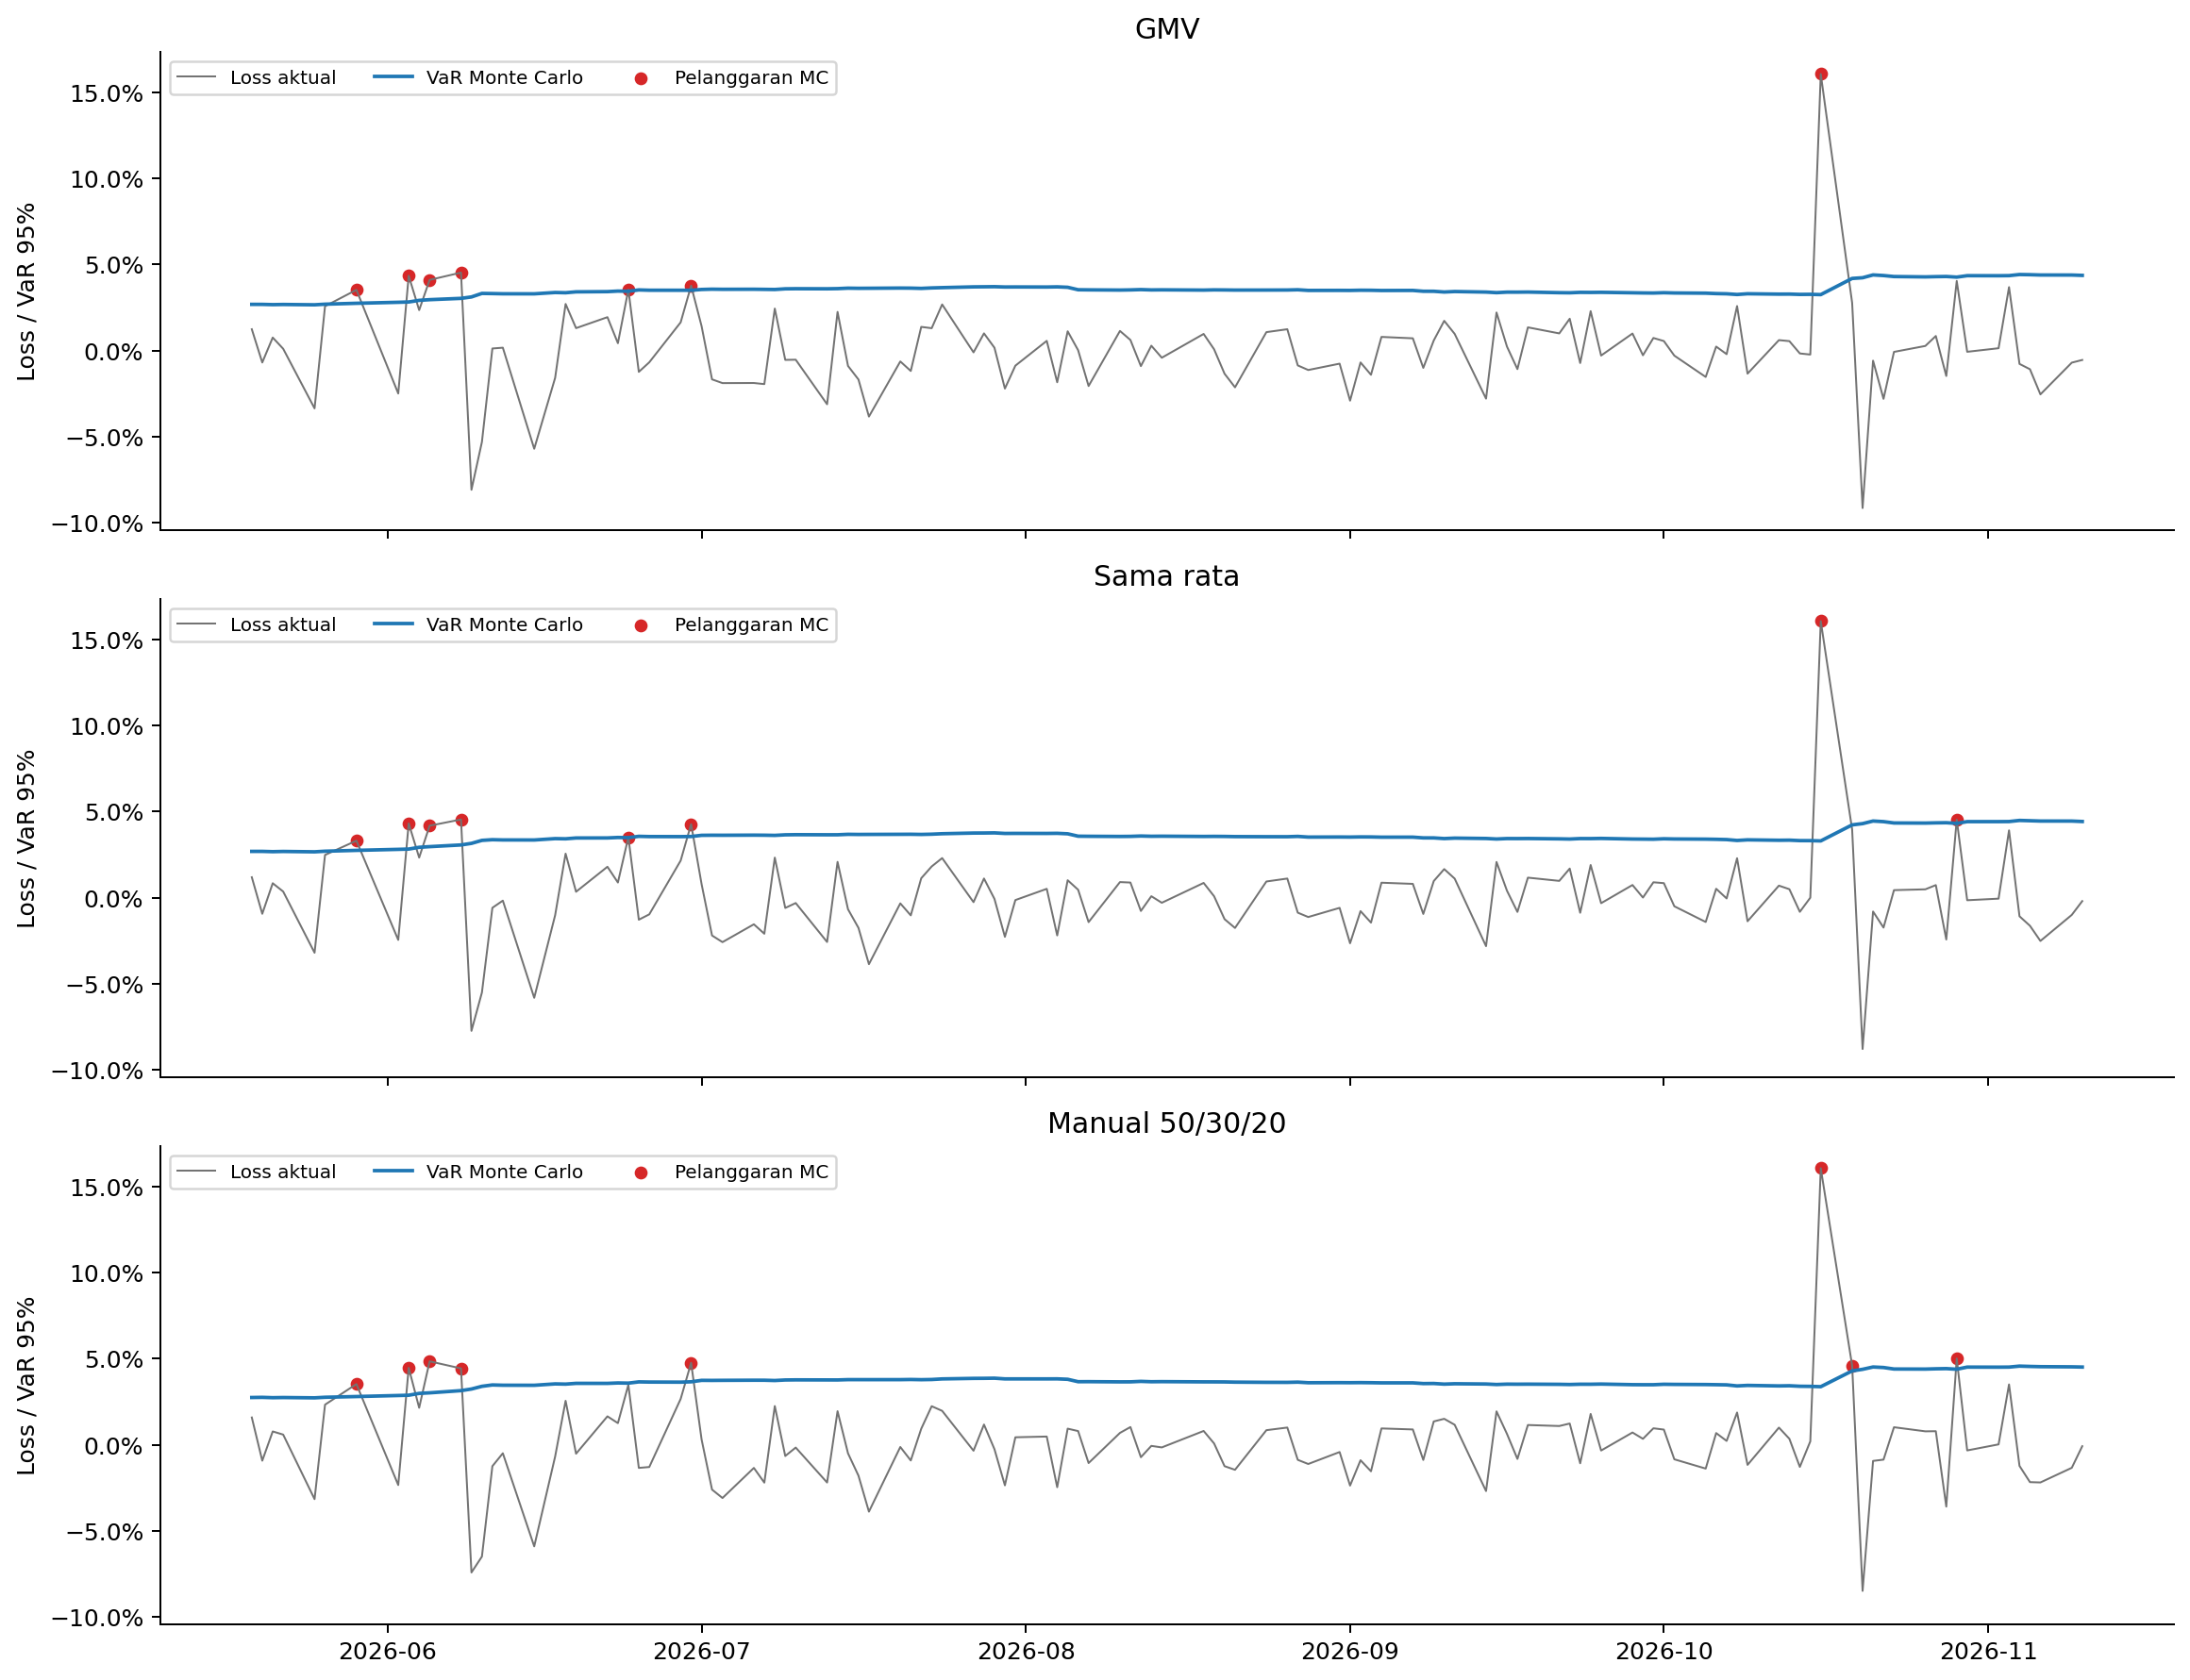 GMV
Loss aktual VaR Monte Carlo Pelanggaran MC
15.0%
10.0%
5.0%
0.0%
−5.0%
−10.0%
Loss / VaR 95%
Sama rata
Loss aktual VaR Monte Carlo Pelanggaran MC
15.0%
10.0%
5.0%
0.0%
−5.0%
−10.0%
Loss / VaR 95%
Manual 50/30/20
Loss aktual VaR Monte Carlo Pelanggaran MC
15.0%
10.0%
5.0%
0.0%
−5.0%
−10.0%
Loss / VaR 95%
2026-06 2026-07 2026-08 2026-09 2026-10 2026-11